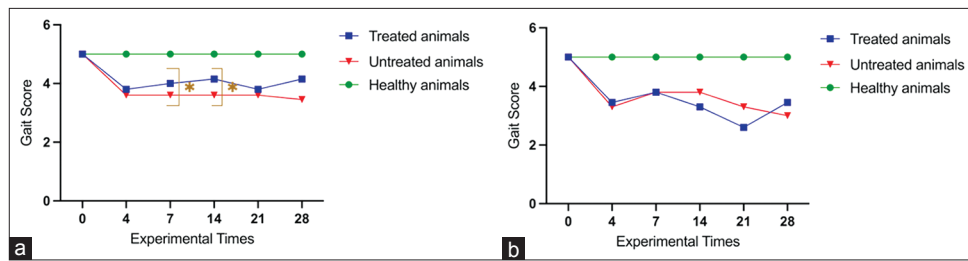 6
4
2
0
Gait Score
0 4 7 14 21 28
Experimental Times
* *
Treated animals
Untreated animals
Healthy animals
a
6
4
2
0
Gait Score
0 4 7 14 21 28
Experimental Times
Treated animals
Untreated animals
Healthy animals
b